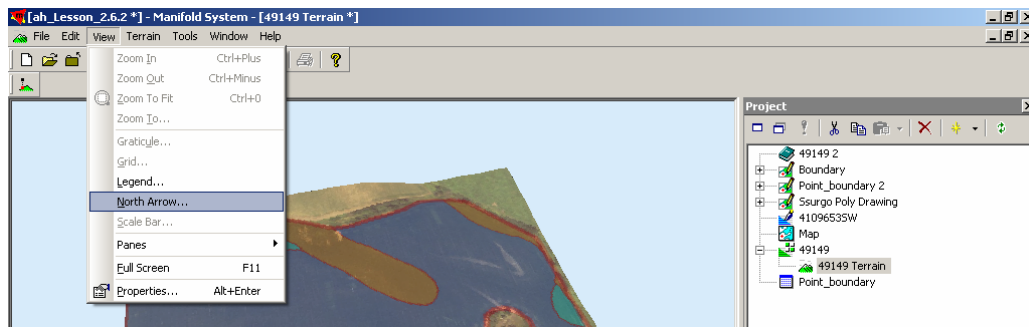 [ah_Lesson_2.6.2 *] - Manifold System - [49149 Terrain *]
File Edit View Terrain Tools Window Help
Zoom In Ctrl+Plus
Zoom Out Ctrl+Minus
Zoom To Fit Ctrl+0
Zoom To...
Graticule...
Grid...
Legend...
North Arrow...
Scale Bar...
Panes
Full Screen F11
Properties... Alt+Enter
Project
49149 2
Boundary
Point_boundary 2
Ssurgo Poly Drawing
4109653SW
Map
49149
49149 Terrain
Point_boundary